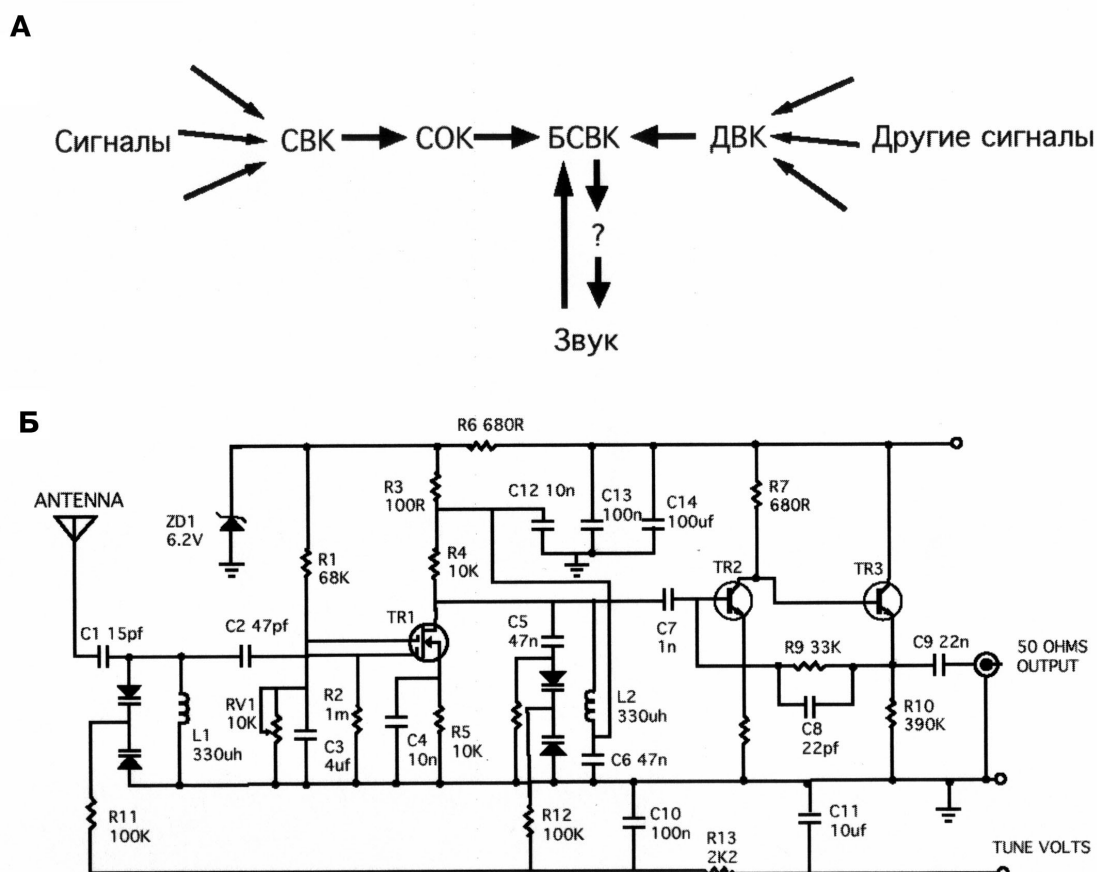 А
Сигналы СВК СОК БСВК ДВК Другие сигналы
?
Звук
Б
R6 680R
ANTENNA
ZD1
6.2V
R1
68K
R3
100R
R4
10K
C12 10n
C13
100n
C14
100uf
R7
680R
TR1
TR2
TR3
C1 15pf
C2 47pf
C5
47n
C7
1n
R9 33K
C9 22n
50 OHMS
OUTPUT
L1
330uh
RV1
10K
C3
4uf
R2
1m
C4
10n
R5
10K
L2
330uh
C6 47n
C8
22pf
R10
390K
R11
100K
R12
100K
C10
100n
R13
2K2
C11
10uf
TUNE VOLTS